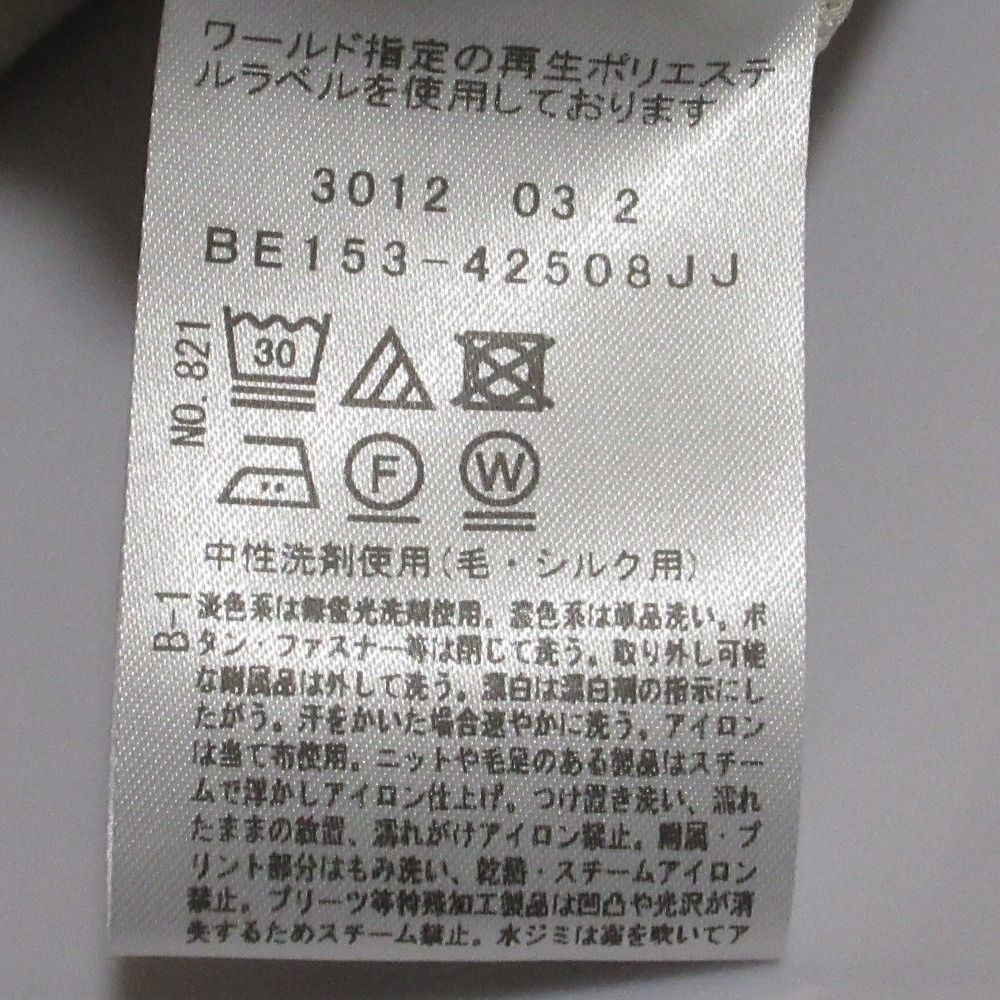 ワールド指定の再生ポリエステ
ルラベルを使用しております
3012 03 2
BE153-42508JJ
NO. 821
30
F
W
中性洗剤使用(毛・シルク用)
B-1
淡色系は無蛍光洗剤使用。濃色系は単品洗い。ボ
タン・ファスナー等は閉じて洗う。取り外し可能
な附属品は外して洗う。漂白は漂白剤の指示にし
たがう。汗をかいた場合速やかに洗う。アイロン
は当て布使用。ニットや毛足のある製品はスチー
ムで浮かしアイロン仕上げ。つけ置き洗い、濡れ
たままの放置、濡れがけアイロン禁止。附属・プ
リント部分はもみ洗い、乾熱・スチームアイロン
禁止。プリーツ等特殊加工製品は凹凸や光沢が消
失するためスチーム禁止。水ジミは霧を吹いてア